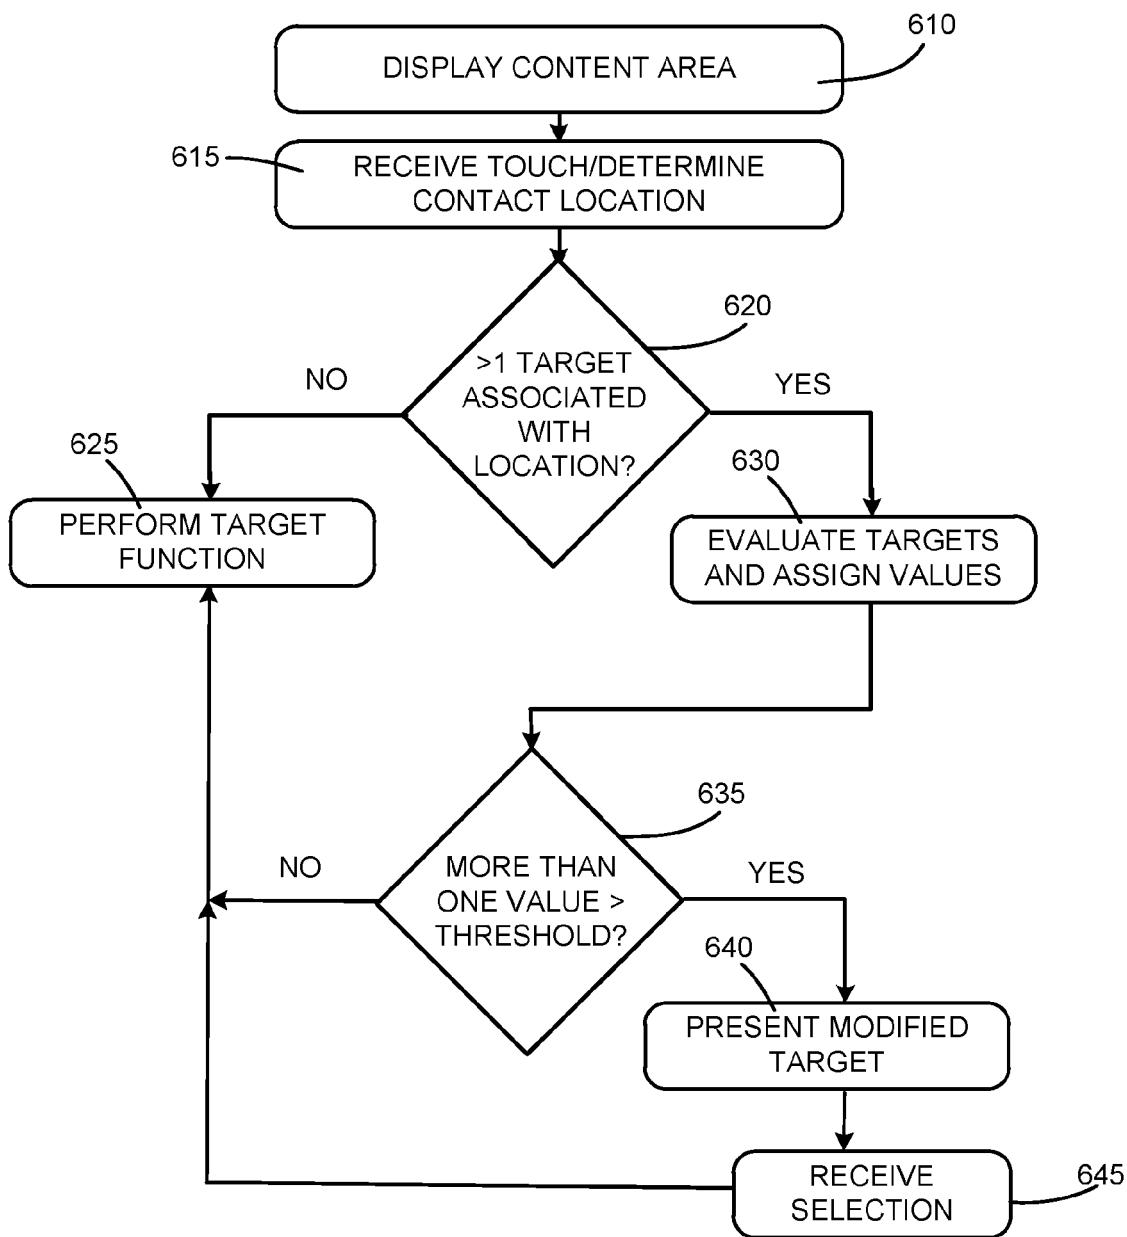 610
DISPLAY CONTENT AREA
615
RECEIVE TOUCH/DETERMINE
CONTACT LOCATION
620
>1 TARGET
ASSOCIATED
WITH
LOCATION?
NO
YES
625
PERFORM TARGET
FUNCTION
630
EVALUATE TARGETS
AND ASSIGN VALUES
635
MORE THAN
ONE VALUE >
THRESHOLD?
NO
YES
640
PRESENT MODIFIED
TARGET
645
RECEIVE
SELECTION